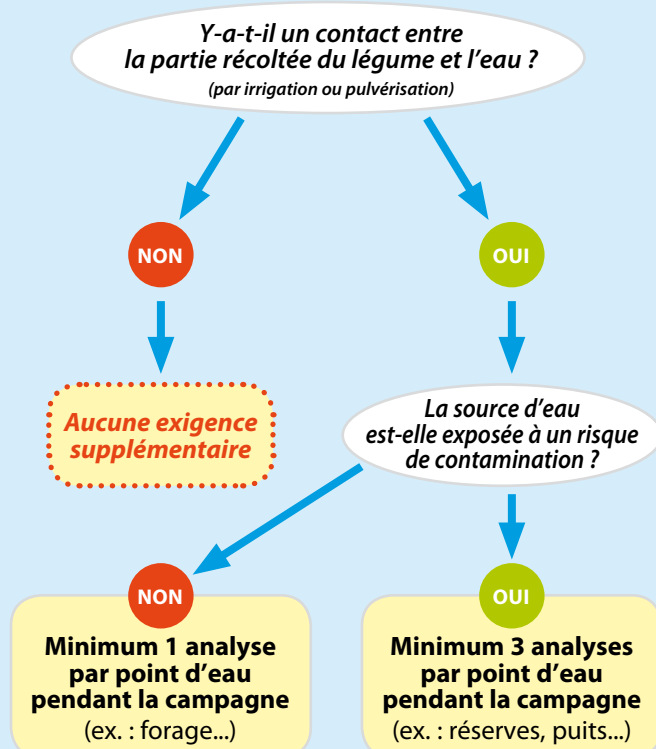 Y-a-t-il un contact entre
la partie récoltée du légume et l'eau ?
(par irrigation ou pulvérisation)
NON
OUI
Aucune exigence
supplémentaire
La source d'eau
est-elle exposée à un risque
de contamination ?
NON
Minimum 1 analyse
par point d'eau
pendant la campagne
(ex. : forage...)
OUI
Minimum 3 analyses
par point d'eau
pendant la campagne
(ex. : réserves, puits...)